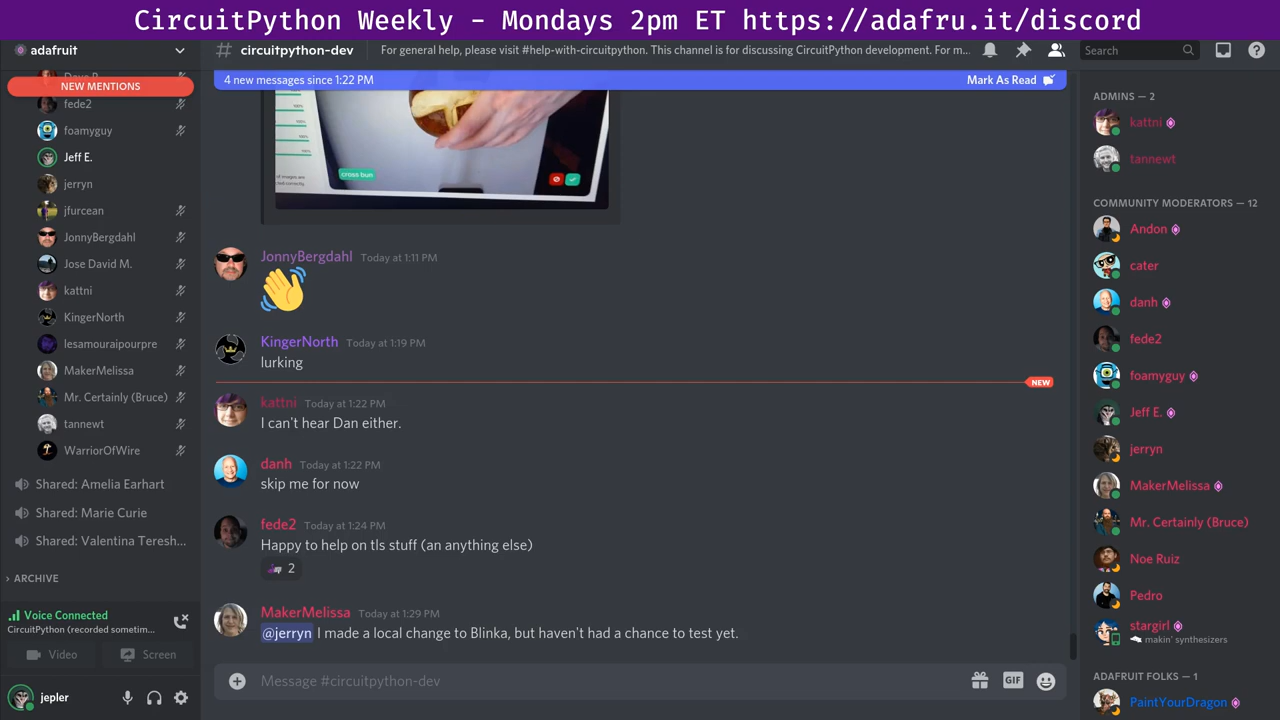 CircuitPython Weekly - Mondays 2pm ET https://adafru.it/discord
adafruit
NEW MENTIONS
fede2
foamyguy
Jeff E.
jerryn
jfurcean
JonnyBergdahl
Jose David M.
kattni
KingerNorth
lesamouraipourpre
MakerMelissa
Mr. Certainly (Bruce)
tannewt
WarriorOfWire
Shared: Amelia Earhart
Shared: Marie Curie
Shared: Valentina Teresh...
ARCHIVE
Voice Connected
CircuitPython (recorded sometim...
Video
Screen
jepler
# circuitpython-dev
For general help, please visit #help-with-circuitpython. This channel is for discussing CircuitPython development. For m...
Search
4 new messages since 1:22 PM
Mark As Read
cross bun
JonnyBergdahl Today at 1:11 PM
👋
KingerNorth Today at 1:19 PM
lurking
NEW
kattni Today at 1:22 PM
I can't hear Dan either.
danh Today at 1:22 PM
skip me for now
fede2 Today at 1:24 PM
Happy to help on tls stuff (an anything else)
2
MakerMelissa Today at 1:29 PM
@jerryn I made a local change to Blinka, but haven't had a chance to test yet.
Message #circuitpython-dev
GIF
ADMINS — 2
kattni
tannewt
COMMUNITY MODERATORS — 12
Andon
cater
danh
fede2
foamyguy
Jeff E.
jerryn
MakerMelissa
Mr. Certainly (Bruce)
Noe Ruiz
Pedro
stargirl
makin' synthesizers
ADAFRUIT FOLKS — 1
PaintYourDragon